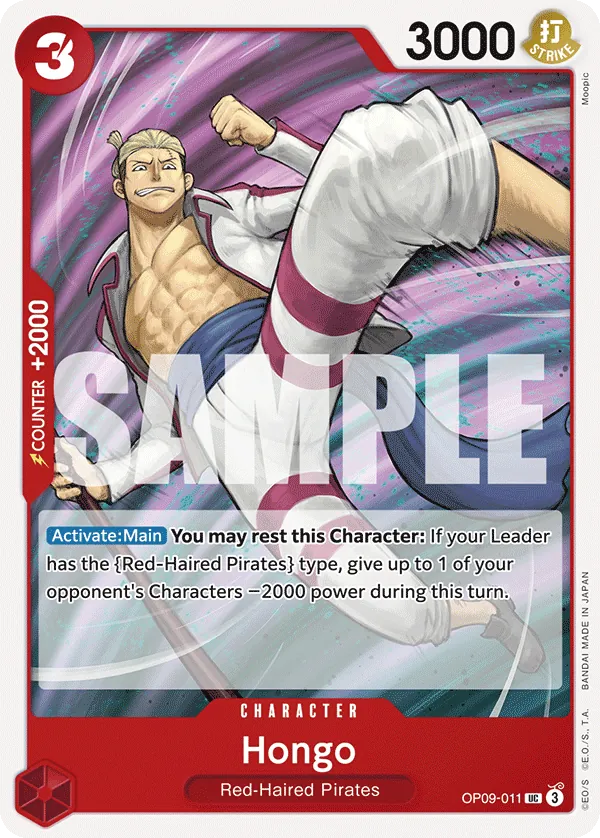 3
3000
打
STRIKE
Moopic
COUNTER +2000
SAMPLE
Activate:Main You may rest this Character: If your Leader
has the {Red-Haired Pirates} type, give up to 1 of your
opponent's Characters −2000 power during this turn.
CHARACTER
Hongo
Red-Haired Pirates
OP09-011 UC 3
©E.O/S ©E.O./S., T.A. BANDAI MADE IN JAPAN